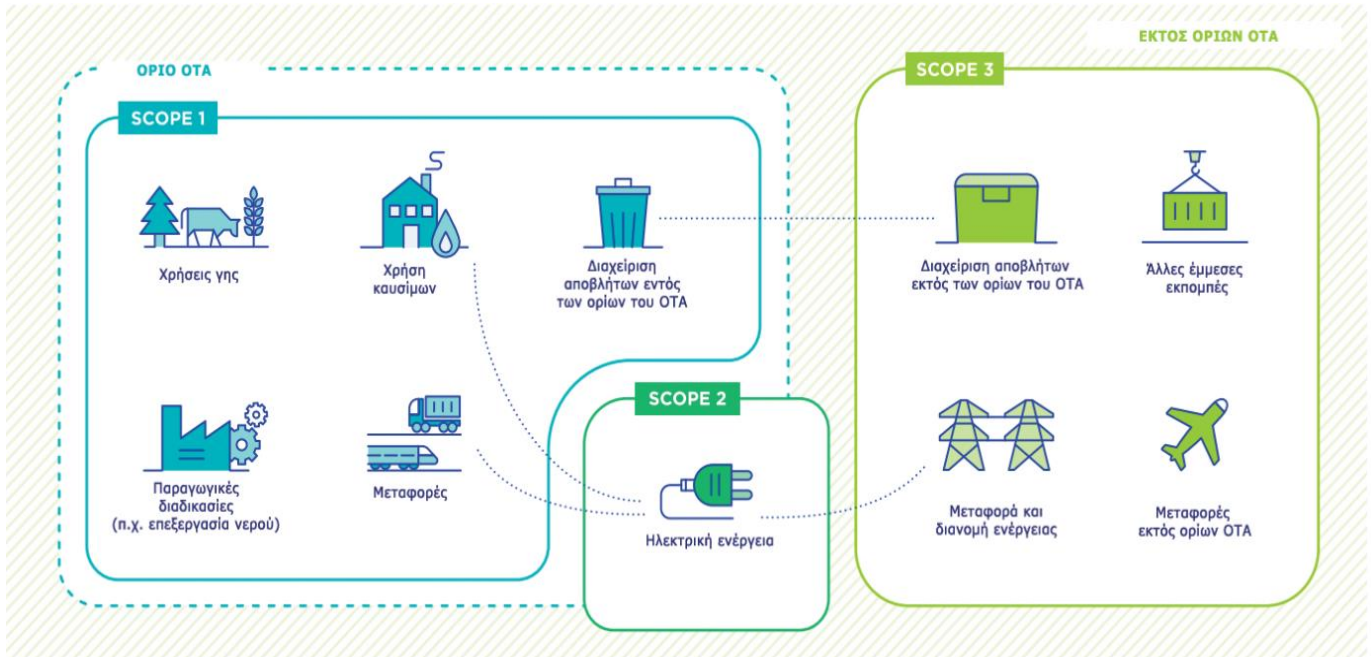 ΕΚΤΟΣ ΟΡΙΩΝ ΟΤΑ
ΟΡΙΟ ΟΤΑ
SCOPE 1
Χρήσεις γης
Χρήση
καυσίμων
Διαχείριση
αποβλήτων εντός
των ορίων του ΟΤΑ
Παραγωγικές
διαδικασίες
(π.χ. επεξεργασία νερού)
Μεταφορές
SCOPE 2
Ηλεκτρική ενέργεια
SCOPE 3
Διαχείριση αποβλήτων
εκτός των ορίων του ΟΤΑ
Άλλες έμμεσες
εκπομπές
Μεταφορά και
διανομή ενέργειας
Μεταφορές
εκτός ορίων ΟΤΑ